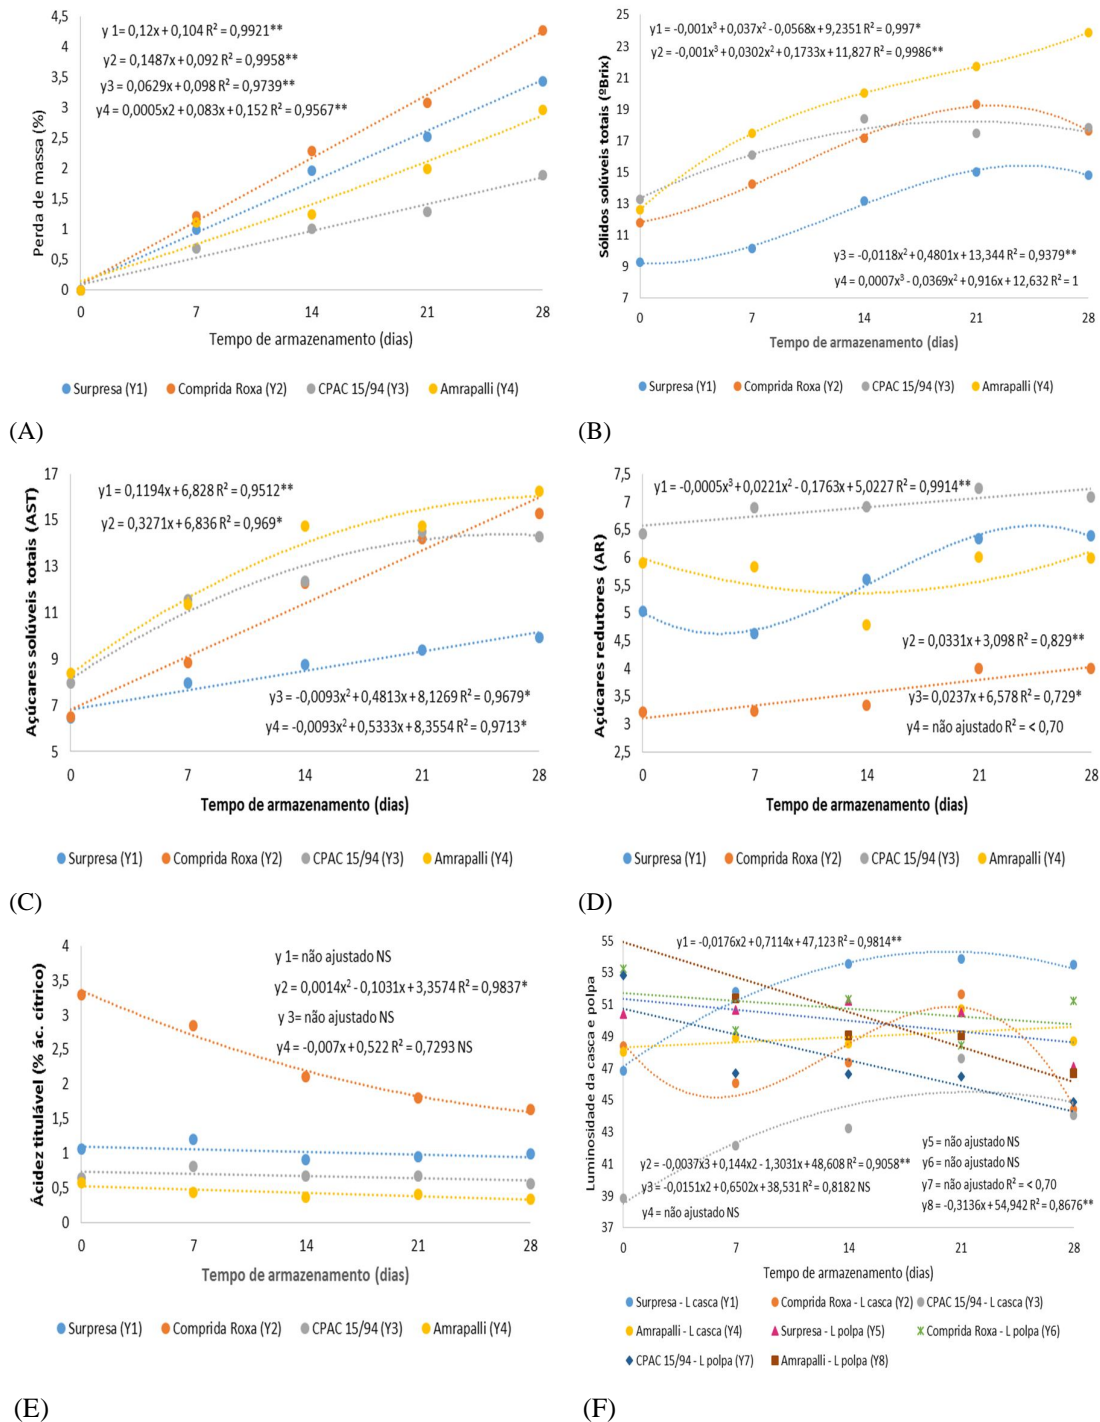 4,5
4
3,5
3
2,5
2
1,5
1
0,5
0
Perda de massa (%)
y 1= 0,12x + 0,104 R² = 0,9921**
y2 = 0,1487x + 0,092 R² = 0,9958**
y3 = 0,0629x + 0,098 R² = 0,9739**
y4 = 0,0005x2 + 0,083x + 0,152 R² = 0,9567**
0 7 14 21 28
Tempo de armazenamento (dias)
Surpresa (Y1) Comprida Roxa (Y2) CPAC 15/94 (Y3) Amrapalli (Y4)
(A)
25
23
21
19
17
15
13
11
9
7
Sólidos solúveis totais (ºBrix)
y1 = -0,001x³ + 0,037x² - 0,0568x + 9,2351 R² = 0,997*
y2 = -0,001x³ + 0,0302x² + 0,1733x + 11,827 R² = 0,9986**
y3 = -0,0118x² + 0,4801x + 13,344 R² = 0,9379**
y4 = 0,0007x³ - 0,0369x² + 0,916x + 12,632 R² = 1
0 7 14 21 28
Tempo de armazenamento (dias)
Surpresa (Y1) Comprida Roxa (Y2) CPAC 15/94 (Y3) Amrapalli (Y4)
(B)
17
15
13
11
9
7
5
Açúcares solúveis totais (AST)
y1 = 0,1194x + 6,828 R² = 0,9512**
y2 = 0,3271x + 6,836 R² = 0,969*
y3 = -0,0093x² + 0,4813x + 8,1269 R² = 0,9679*
y4 = -0,0093x² + 0,5333x + 8,3554 R² = 0,9713*
0 7 14 21 28
Tempo de armazenamento (dias)
Surpresa (Y1) Comprida Roxa (Y2) CPAC 15/94 (Y3) Amrapalli (Y4)
(C)
7,5
7
6,5
6
5,5
5
4,5
4
3,5
3
2,5
Açúcares redutores (AR)
y1 = -0,0005x³ + 0,0221x² - 0,1763x + 5,0227 R² = 0,9914**
y2 = 0,0331x + 3,098 R² = 0,829**
y3= 0,0237x + 6,578 R² = 0,729*
y4 = não ajustado R² = < 0,70
0 7 14 21 28
Tempo de armazenamento (dias)
Surpresa (Y1) Comprida Roxa (Y2) CPAC 15/94 (Y3) Amrapalli (Y4)
(D)
4
3,5
3
2,5
2
1,5
1
0,5
0
Ácidez titulável (% ác. cítrico)
y 1= não ajustado NS
y2 = 0,0014x² - 0,1031x + 3,3574 R² = 0,9837*
y 3= não ajustado NS
y4 = -0,007x + 0,522 R² = 0,7293 NS
0 7 14 21 28
Tempo de armazenamento (dias)
Surpresa (Y1) Comprida Roxa (Y2) CPAC 15/94 (Y3) Amrapalli (Y4)
(E)
55
53
51
49
47
45
43
41
39
37
Luminosidade da casca e polpa
y1 = -0,0176x2 + 0,7114x + 47,123 R² = 0,9814**
y2 = -0,0037x3 + 0,144x2 - 1,3031x + 48,608 R² = 0,9058**
y3 = -0,0151x2 + 0,6502x + 38,531 R² = 0,8182 NS
y4 = não ajustado NS
y5 = não ajustado NS
y6 = não ajustado NS
y7 = não ajustado R² = < 0,70
y8 = -0,3136x + 54,942 R² = 0,8676**
0 7 14 21 28
Tempo de armazenamento (dias)
Surpresa - L casca (Y1) Comprida Roxa - L casca (Y2) CPAC 15/94 - L casca (Y3)
Amrapalli - L casca (Y4) Surpresa - L polpa (Y5) Comprida Roxa - L polpa (Y6)
CPAC 15/94 - L polpa (Y7) Amrapalli - L polpa (Y8)
(F)